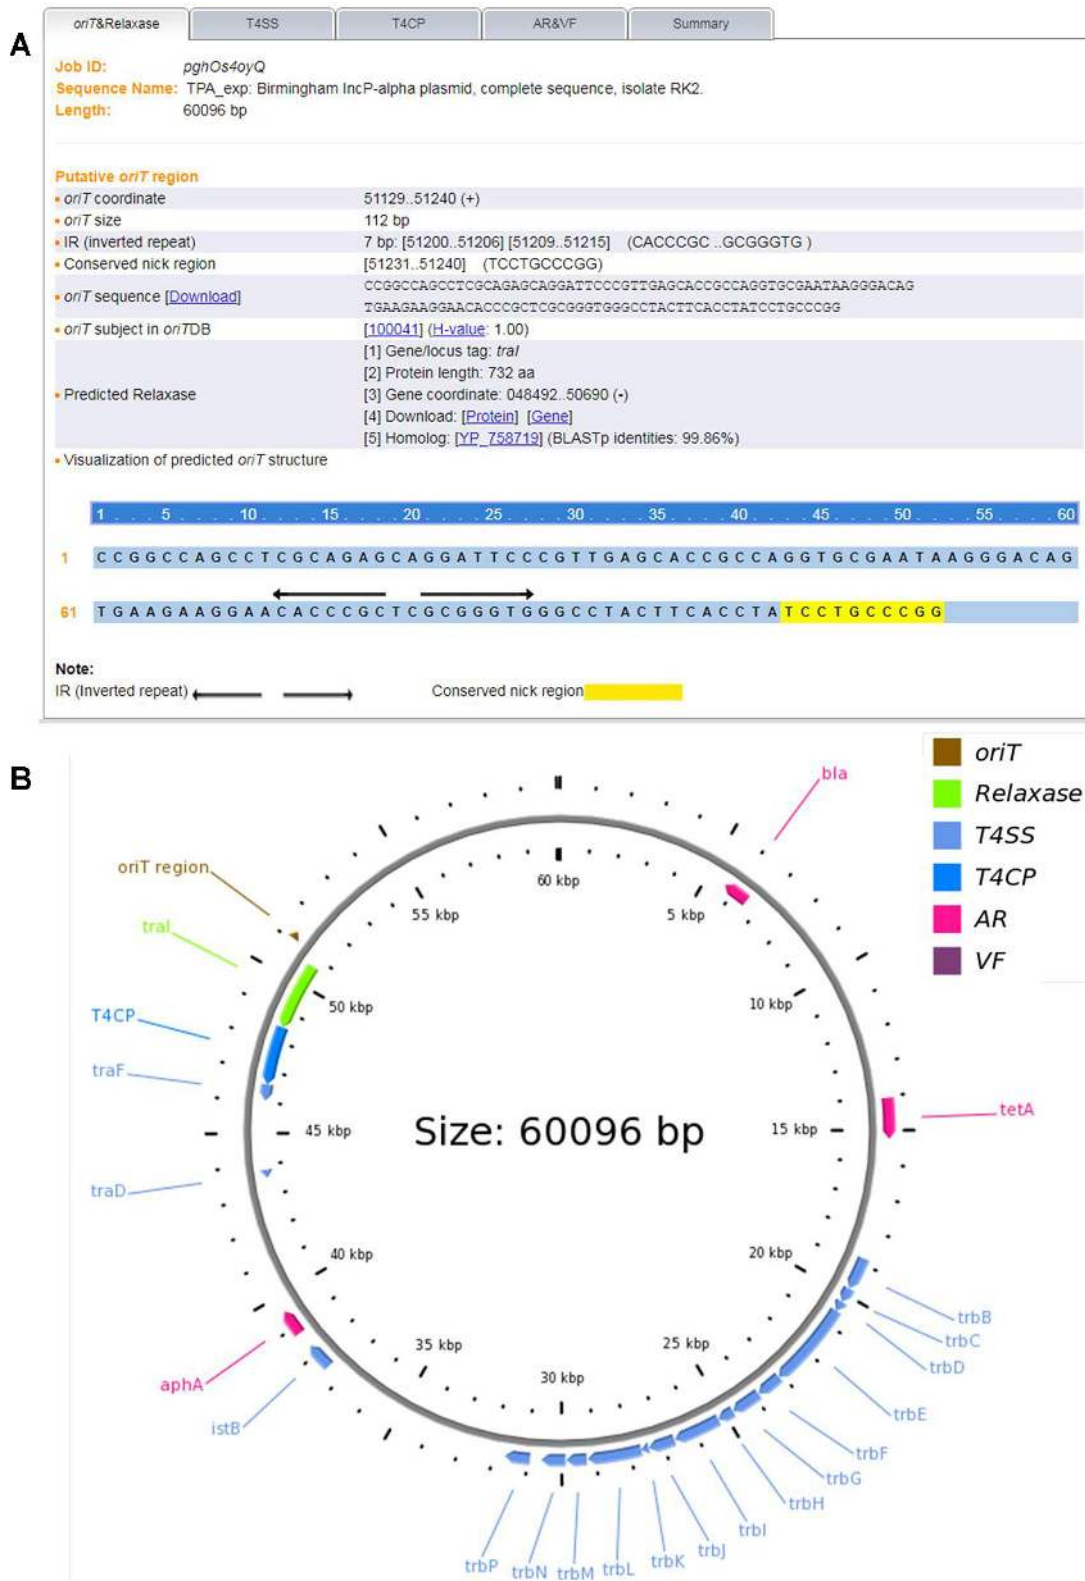 A
oriT&Relaxase T4SS T4CP AR&VF Summary
Job ID: pghOs4oyQ
Sequence Name: TPA_exp: Birmingham IncP-alpha plasmid, complete sequence, isolate RK2.
Length: 60096 bp
Putative oriT region
oriT coordinate 51129..51240 (+)
oriT size 112 bp
IR (inverted repeat) 7 bp: [51200..51206] [51209..51215] (CACCCGC ..GCGGGTG )
Conserved nick region [51231..51240] (TCCTGCCCGG)
oriT sequence [Download] CCGGCCAGCCTCGCAGAGCAGGATTCCCGTTGAGCACCGCCAGGTGCGAATAAGGGACAG
TGAAGAAGGAACACCCGCTCGCGGGTGGGCCTACTTCACCTATCCTGCCCGG
oriT subject in oriTDB [100041] (H-value: 1.00)
Predicted Relaxase [1] Gene/locus tag: traI
[2] Protein length: 732 aa
[3] Gene coordinate: 048492..50690 (-)
[4] Download: [Protein] [Gene]
[5] Homolog: [YP_758719] (BLASTp identities: 99.86%)
Visualization of predicted oriT structure
1 . . . 5 . . . . 10 . . . . 15 . . . . 20 . . . . 25 . . . . 30 . . . . 35 . . . . 40 . . . . 45 . . . . 50 . . . . 55 . . . . 60
1 C C G G C C A G C C T C G C A G A G C A G G A T T C C C G T T G A G C A C C G C C A G G T G C G A A T A A G G G A C A G
61 T G A A G A A G G A A C A C C C G C T C G C G G G T G G G C C T A C T T C A C C T A T C C T G C C C G G
Note:
IR (Inverted repeat) Conserved nick region
B
oriT
Relaxase
T4SS
T4CP
AR
VF
bla
oriT region
60 kbp
55 kbp
5 kbp
traI
50 kbp
10 kbp
T4CP
traF
tetA
45 kbp
Size: 60096 bp
15 kbp
traD
40 kbp
20 kbp
trbB
trbC
35 kbp
25 kbp
trbD
30 kbp
aphA
trbE
istB
trbF
trbG
trbH
trbI
trbJ
trbK
trbL
trbM
trbN
trbP